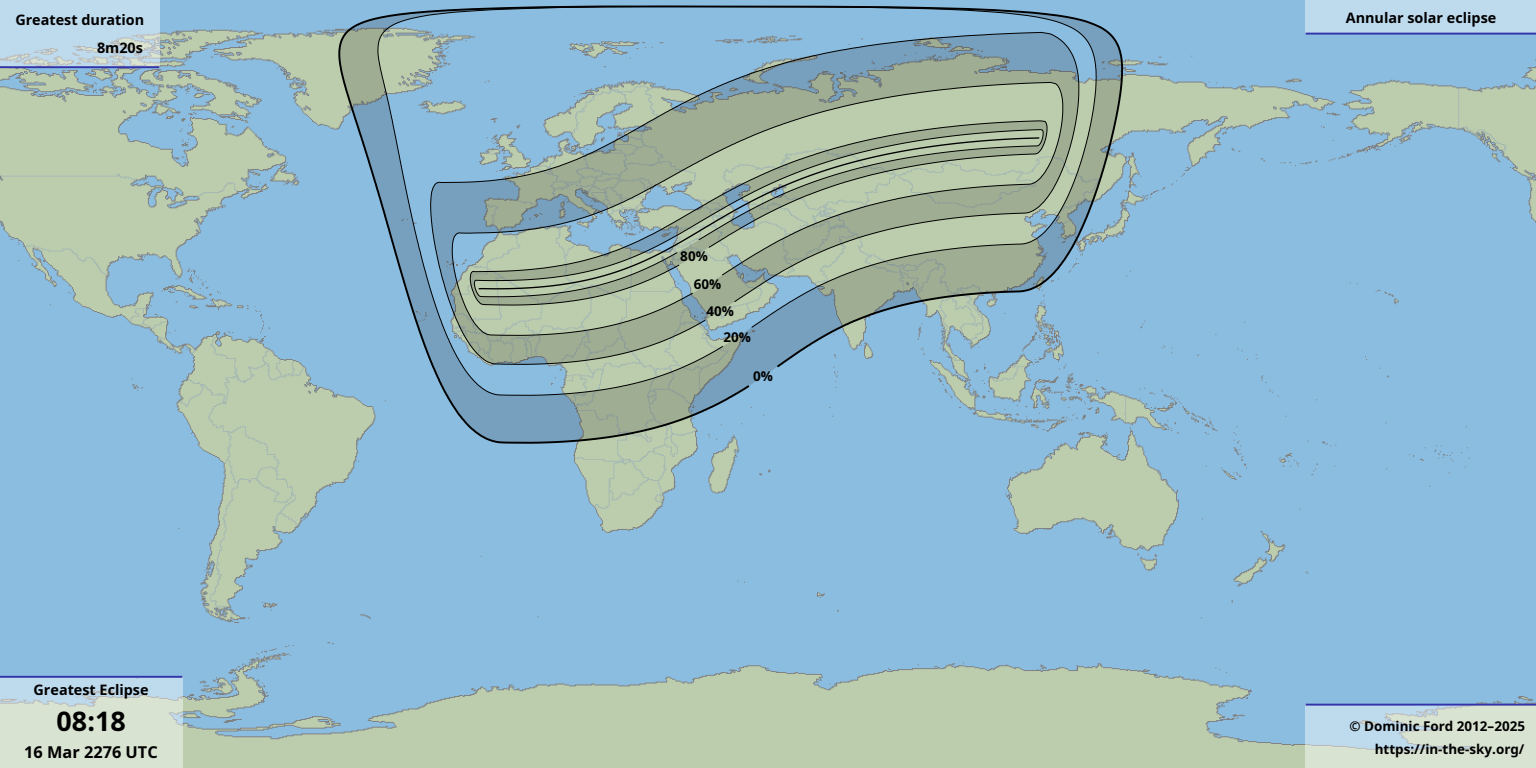 Greatest duration
8m20s
Annular solar eclipse
80%
60%
40%
20%
0%
Greatest Eclipse
08:18
16 Mar 2276 UTC
© Dominic Ford 2012–2025
https://in-the-sky.org/